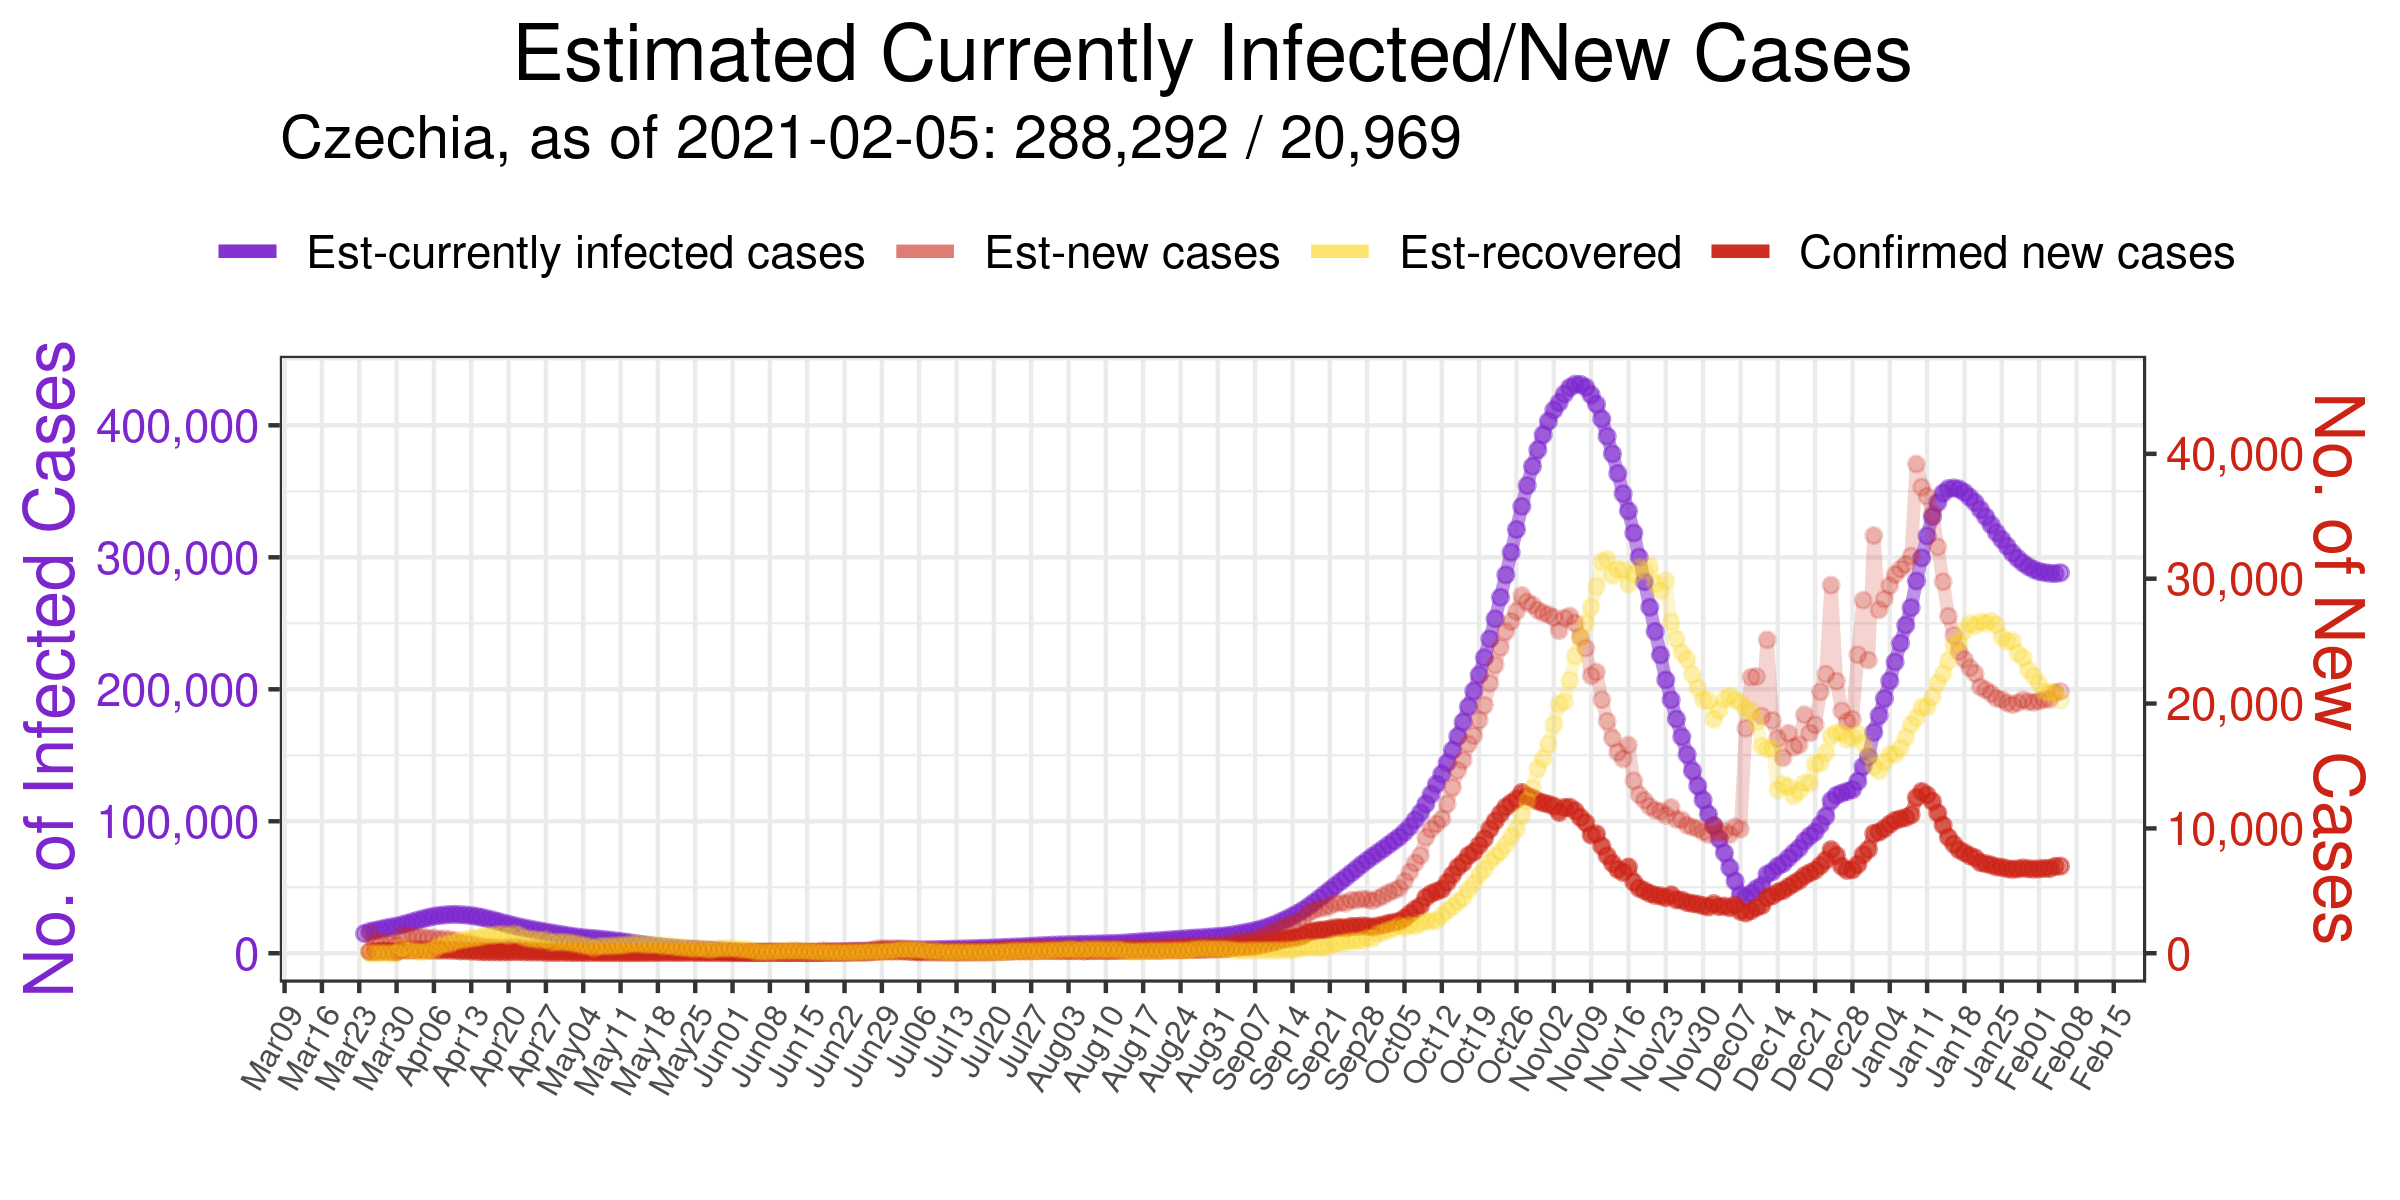 Estimated Currently Infected/New Cases
Czechia, as of 2021-02-05: 288,292 / 20,969
Est-currently infected cases Est-new cases Est-recovered Confirmed new cases
No. of Infected Cases
400,000
300,000
200,000
100,000
0
No. of New Cases
40,000
30,000
20,000
10,000
0
Mar09 Mar16 Mar23 Mar30 Apr06 Apr13 Apr20 Apr27 May04 May11 May18 May25 Jun01 Jun08 Jun15 Jun22 Jun29 Jul06 Jul13 Jul20 Jul27 Aug03 Aug10 Aug17 Aug24 Aug31 Sep07 Sep14 Sep21 Sep28 Oct05 Oct12 Oct19 Oct26 Nov02 Nov09 Nov16 Nov23 Nov30 Dec07 Dec14 Dec21 Dec28 Jan04 Jan11 Jan18 Jan25 Feb01 Feb08 Feb15